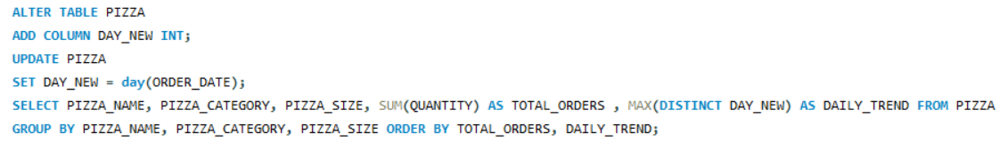 ALTER TABLE PIZZA
ADD COLUMN DAY_NEW INT;
UPDATE PIZZA
SET DAY_NEW = day(ORDER_DATE);
SELECT PIZZA_NAME, PIZZA_CATEGORY, PIZZA_SIZE, SUM(QUANTITY) AS TOTAL_ORDERS , MAX(DISTINCT DAY_NEW) AS DAILY_TREND FROM PIZZA
GROUP BY PIZZA_NAME, PIZZA_CATEGORY, PIZZA_SIZE ORDER BY TOTAL_ORDERS, DAILY_TREND;